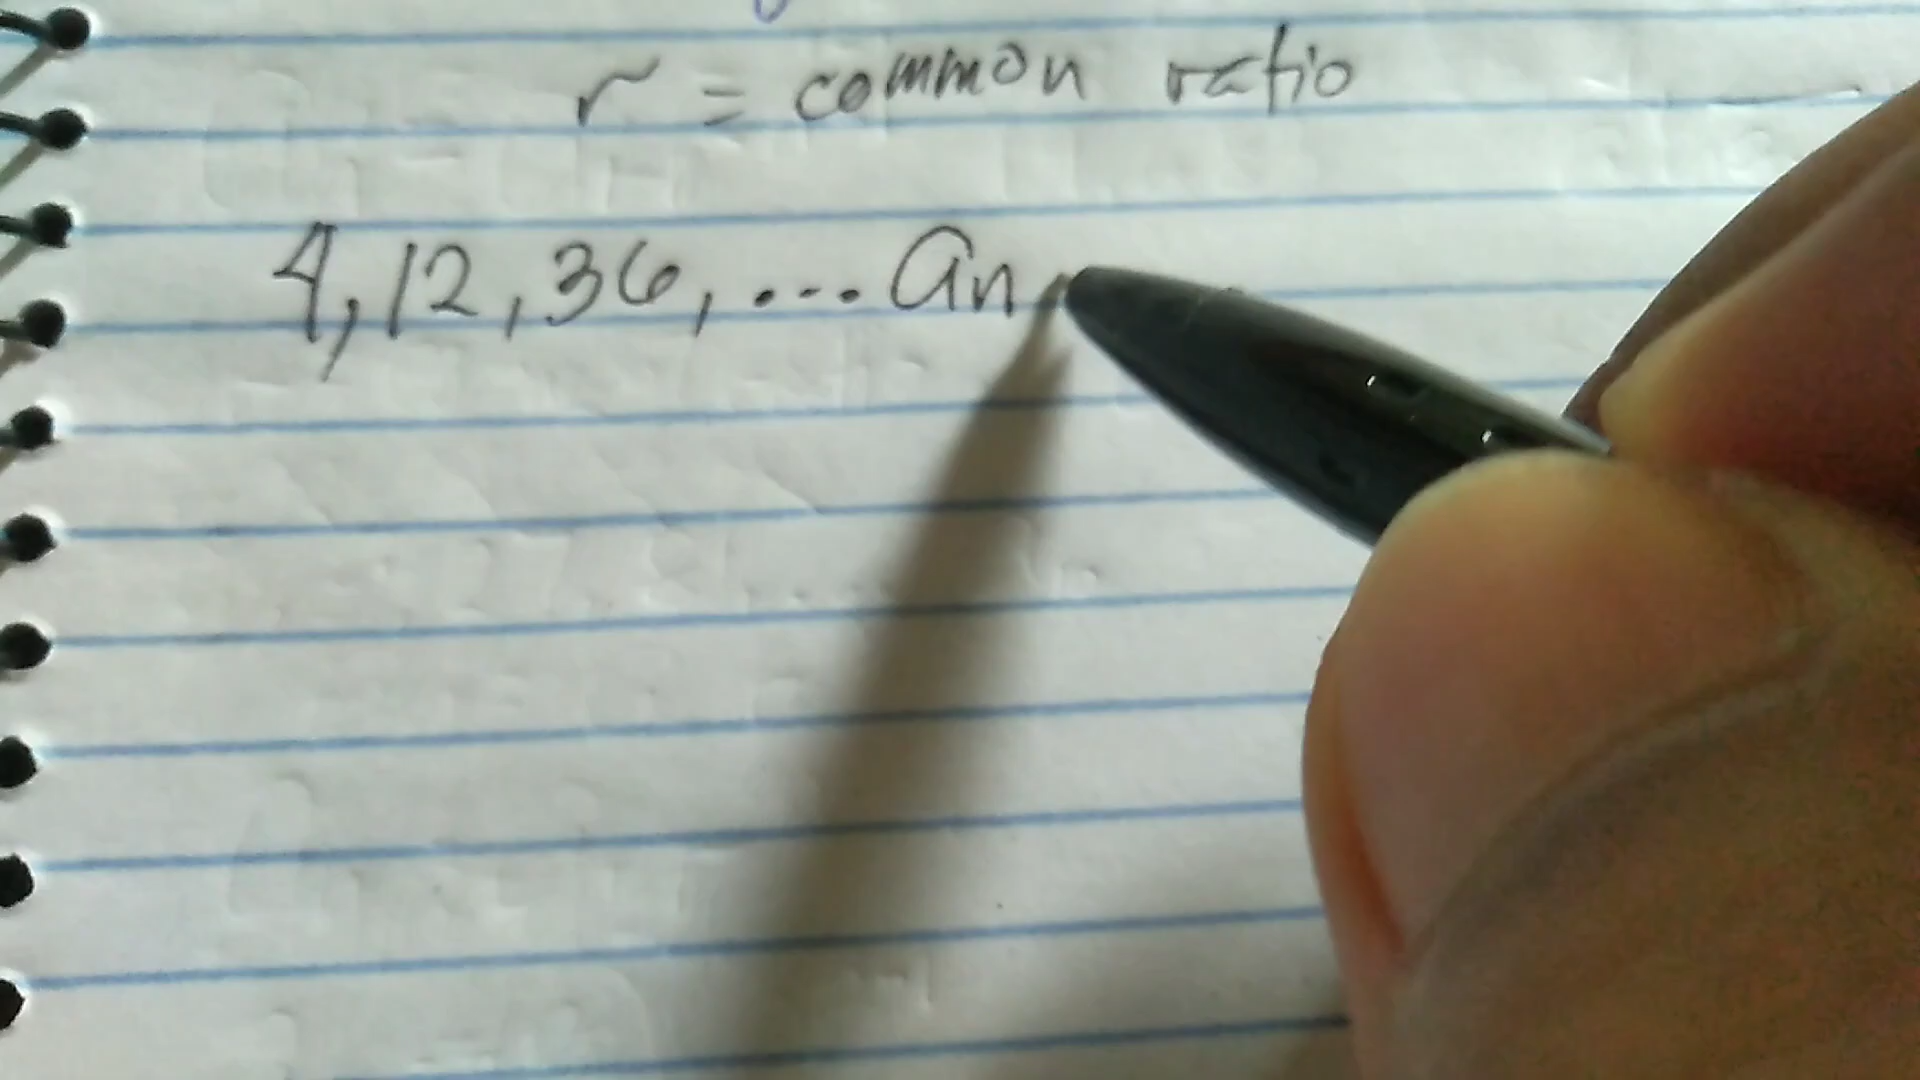 r = common ratio
4, 12, 36, ... an